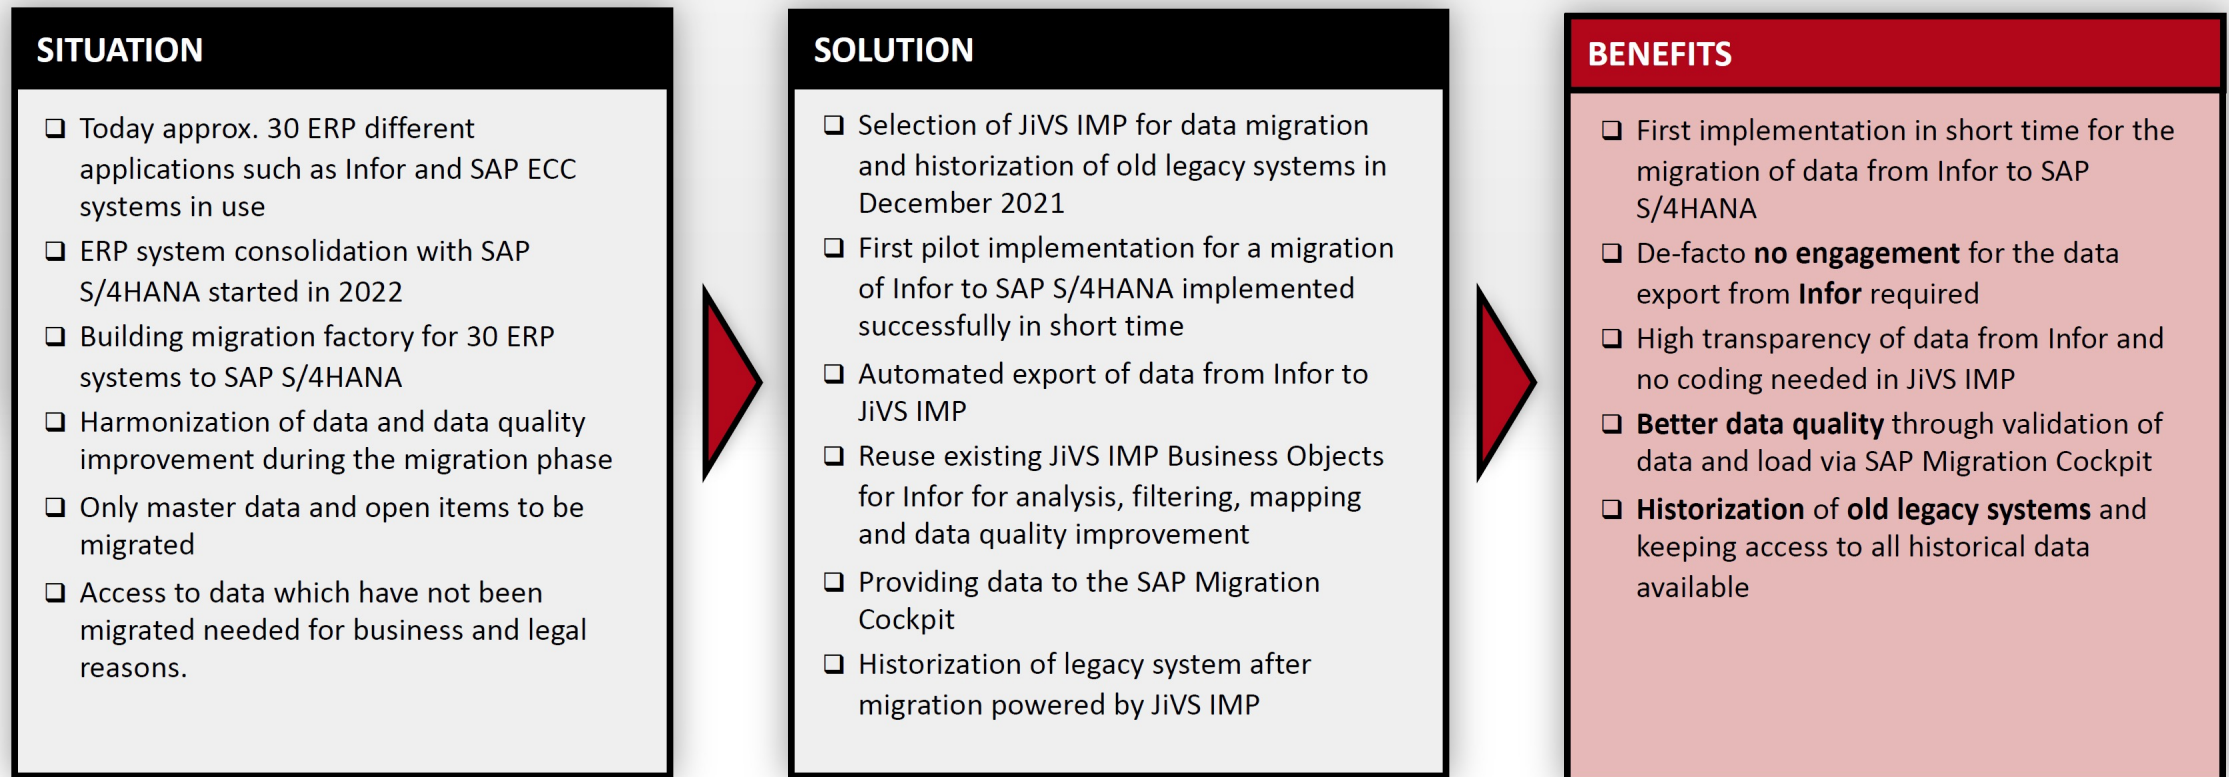 SITUATION
❑ Today approx. 30 ERP different
applications such as Infor and SAP ECC
systems in use
❑ ERP system consolidation with SAP
S/4HANA started in 2022
❑ Building migration factory for 30 ERP
systems to SAP S/4HANA
❑ Harmonization of data and data quality
improvement during the migration phase
❑ Only master data and open items to be
migrated
❑ Access to data which have not been
migrated needed for business and legal
reasons.
SOLUTION
❑ Selection of JiVS IMP for data migration
and historization of old legacy systems in
December 2021
❑ First pilot implementation for a migration
of Infor to SAP S/4HANA implemented
successfully in short time
❑ Automated export of data from Infor to
JiVS IMP
❑ Reuse existing JiVS IMP Business Objects
for Infor for analysis, filtering, mapping
and data quality improvement
❑ Providing data to the SAP Migration
Cockpit
❑ Historization of legacy system after
migration powered by JiVS IMP
BENEFITS
❑ First implementation in short time for the
migration of data from Infor to SAP
S/4HANA
❑ De-facto no engagement for the data
export from Infor required
❑ High transparency of data from Infor and
no coding needed in JiVS IMP
❑ Better data quality through validation of
data and load via SAP Migration Cockpit
❑ Historization of old legacy systems and
keeping access to all historical data
available